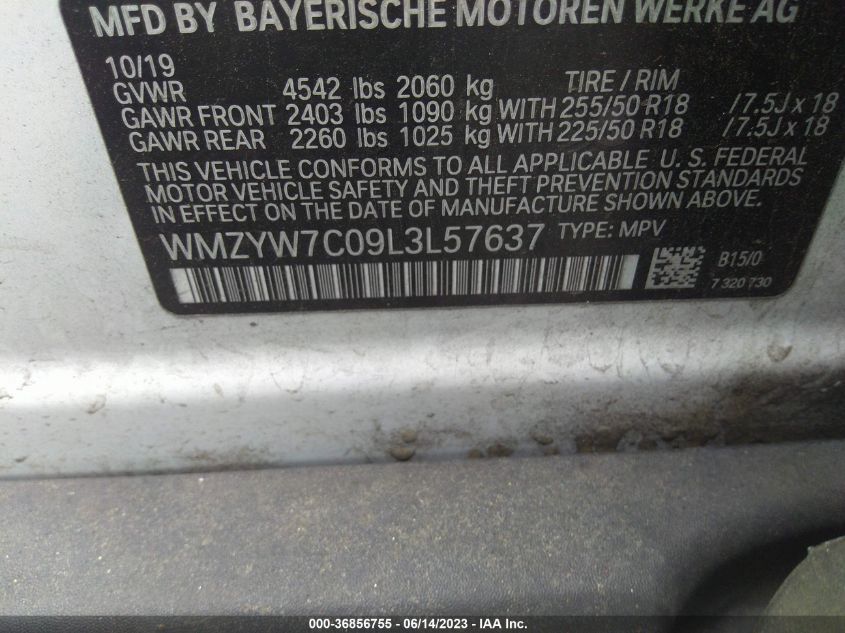 MFD BY BAYERISCHE MOTOREN WERKE AG
10/19
GVWR 4542 lbs 2060 kg TIRE / RIM
GAWR FRONT 2403 lbs 1090 kg WITH 255/50 R18 /7.5J x 18
GAWR REAR 2260 lbs 1025 kg WITH 225/50 R18 /7.5J x 18
THIS VEHICLE CONFORMS TO ALL APPLICABLE U. S. FEDERAL
MOTOR VEHICLE SAFETY AND THEFT PREVENTION STANDARDS
IN EFFECT ON THE DATE OF MANUFACTURE SHOWN ABOVE.
WMZYW7C09L3L57637 TYPE: MPV
B15/0
7 320 730
000-36856755 - 06/14/2023 - IAA Inc.